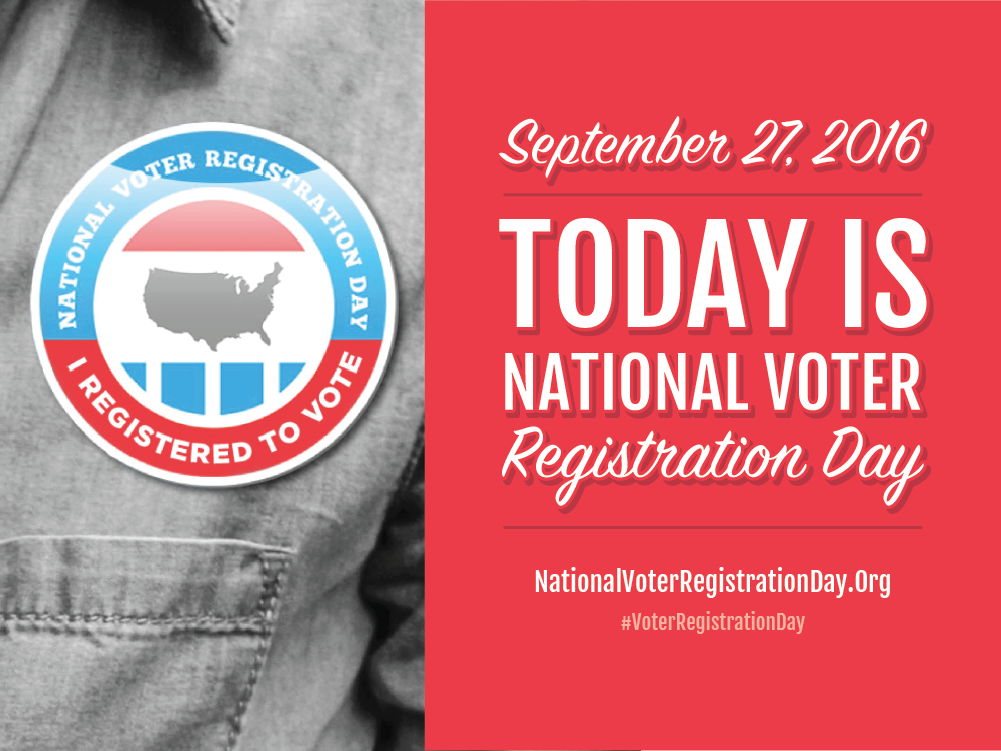 NATIONAL VOTER REGISTRATION DAY
I REGISTERED TO VOTE
September 27, 2016
TODAY IS
NATIONAL VOTER
Registration Day
NationalVoterRegistrationDay.Org
#VoterRegistrationDay